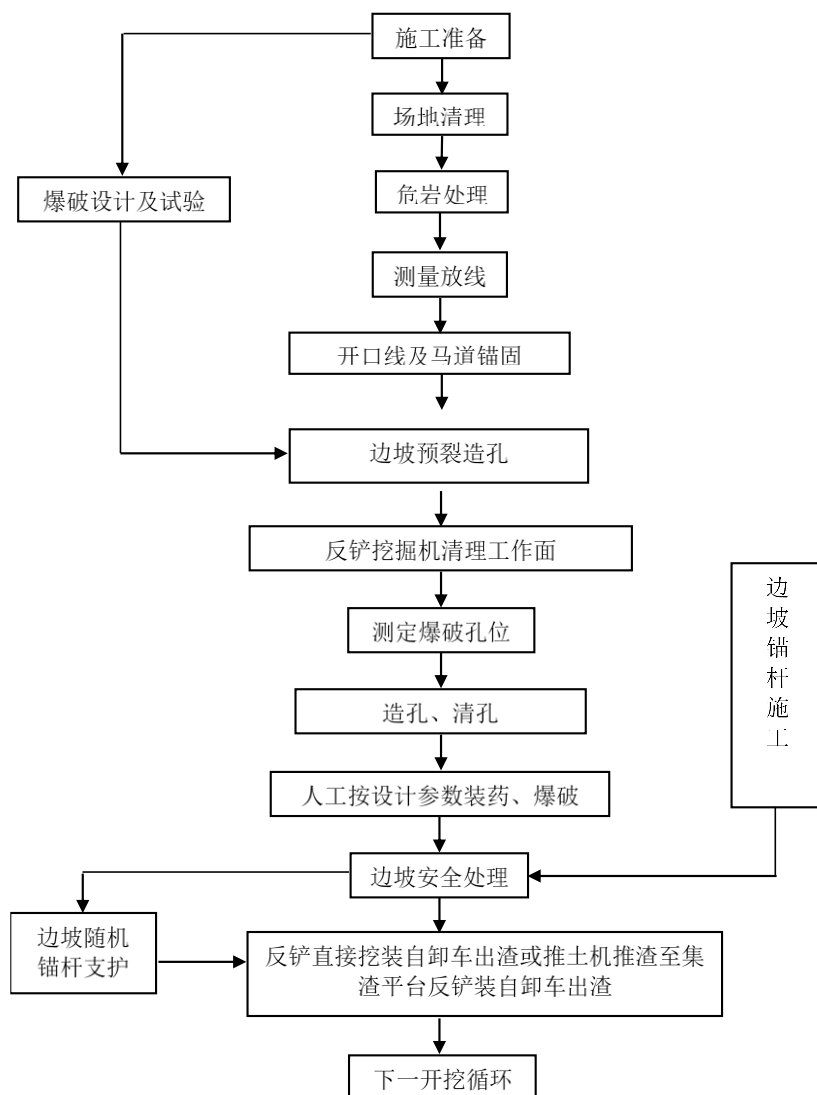 施工准备
场地清理
爆破设计及试验
危岩处理
测量放线
开口线及马道锚固
边坡预裂造孔
反铲挖掘机清理工作面
边坡锚杆施工
测定爆破孔位
造孔、清孔
人工按设计参数装药、爆破
边坡安全处理
边坡随机
锚杆支护
反铲直接挖装自卸车出渣或推土机推渣至集
渣平台反铲装自卸车出渣
下一开挖循环